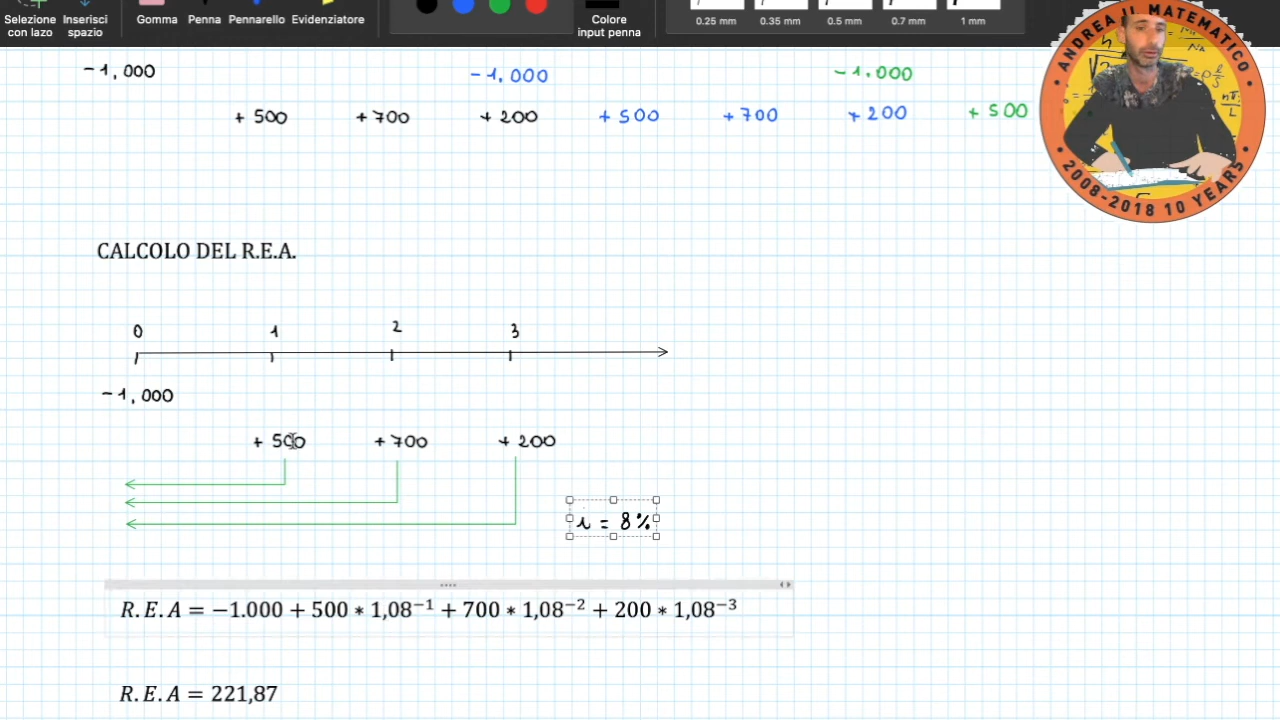 Selezione con lazo
Inserisci spazio
Gomma
Penna
Pennarello
Evidenziatore
Colore input penna
0.25 mm
0.35 mm
0.5 mm
0.7 mm
1 mm
ANDREA IL MATEMATICO
2008-2018 10 YEARS
-1,000 -1,000 -1.000
+ 500 + 700 + 200 + 500 + 700 + 200 + 500
CALCOLO DEL R.E.A.
0 1 2 3
-1,000
+ 500 + 700 + 200
i = 8%
R.E.A = −1.000 + 500 ∗ 1,08⁻¹ + 700 ∗ 1,08⁻² + 200 ∗ 1,08⁻³
R.E.A = 221,87